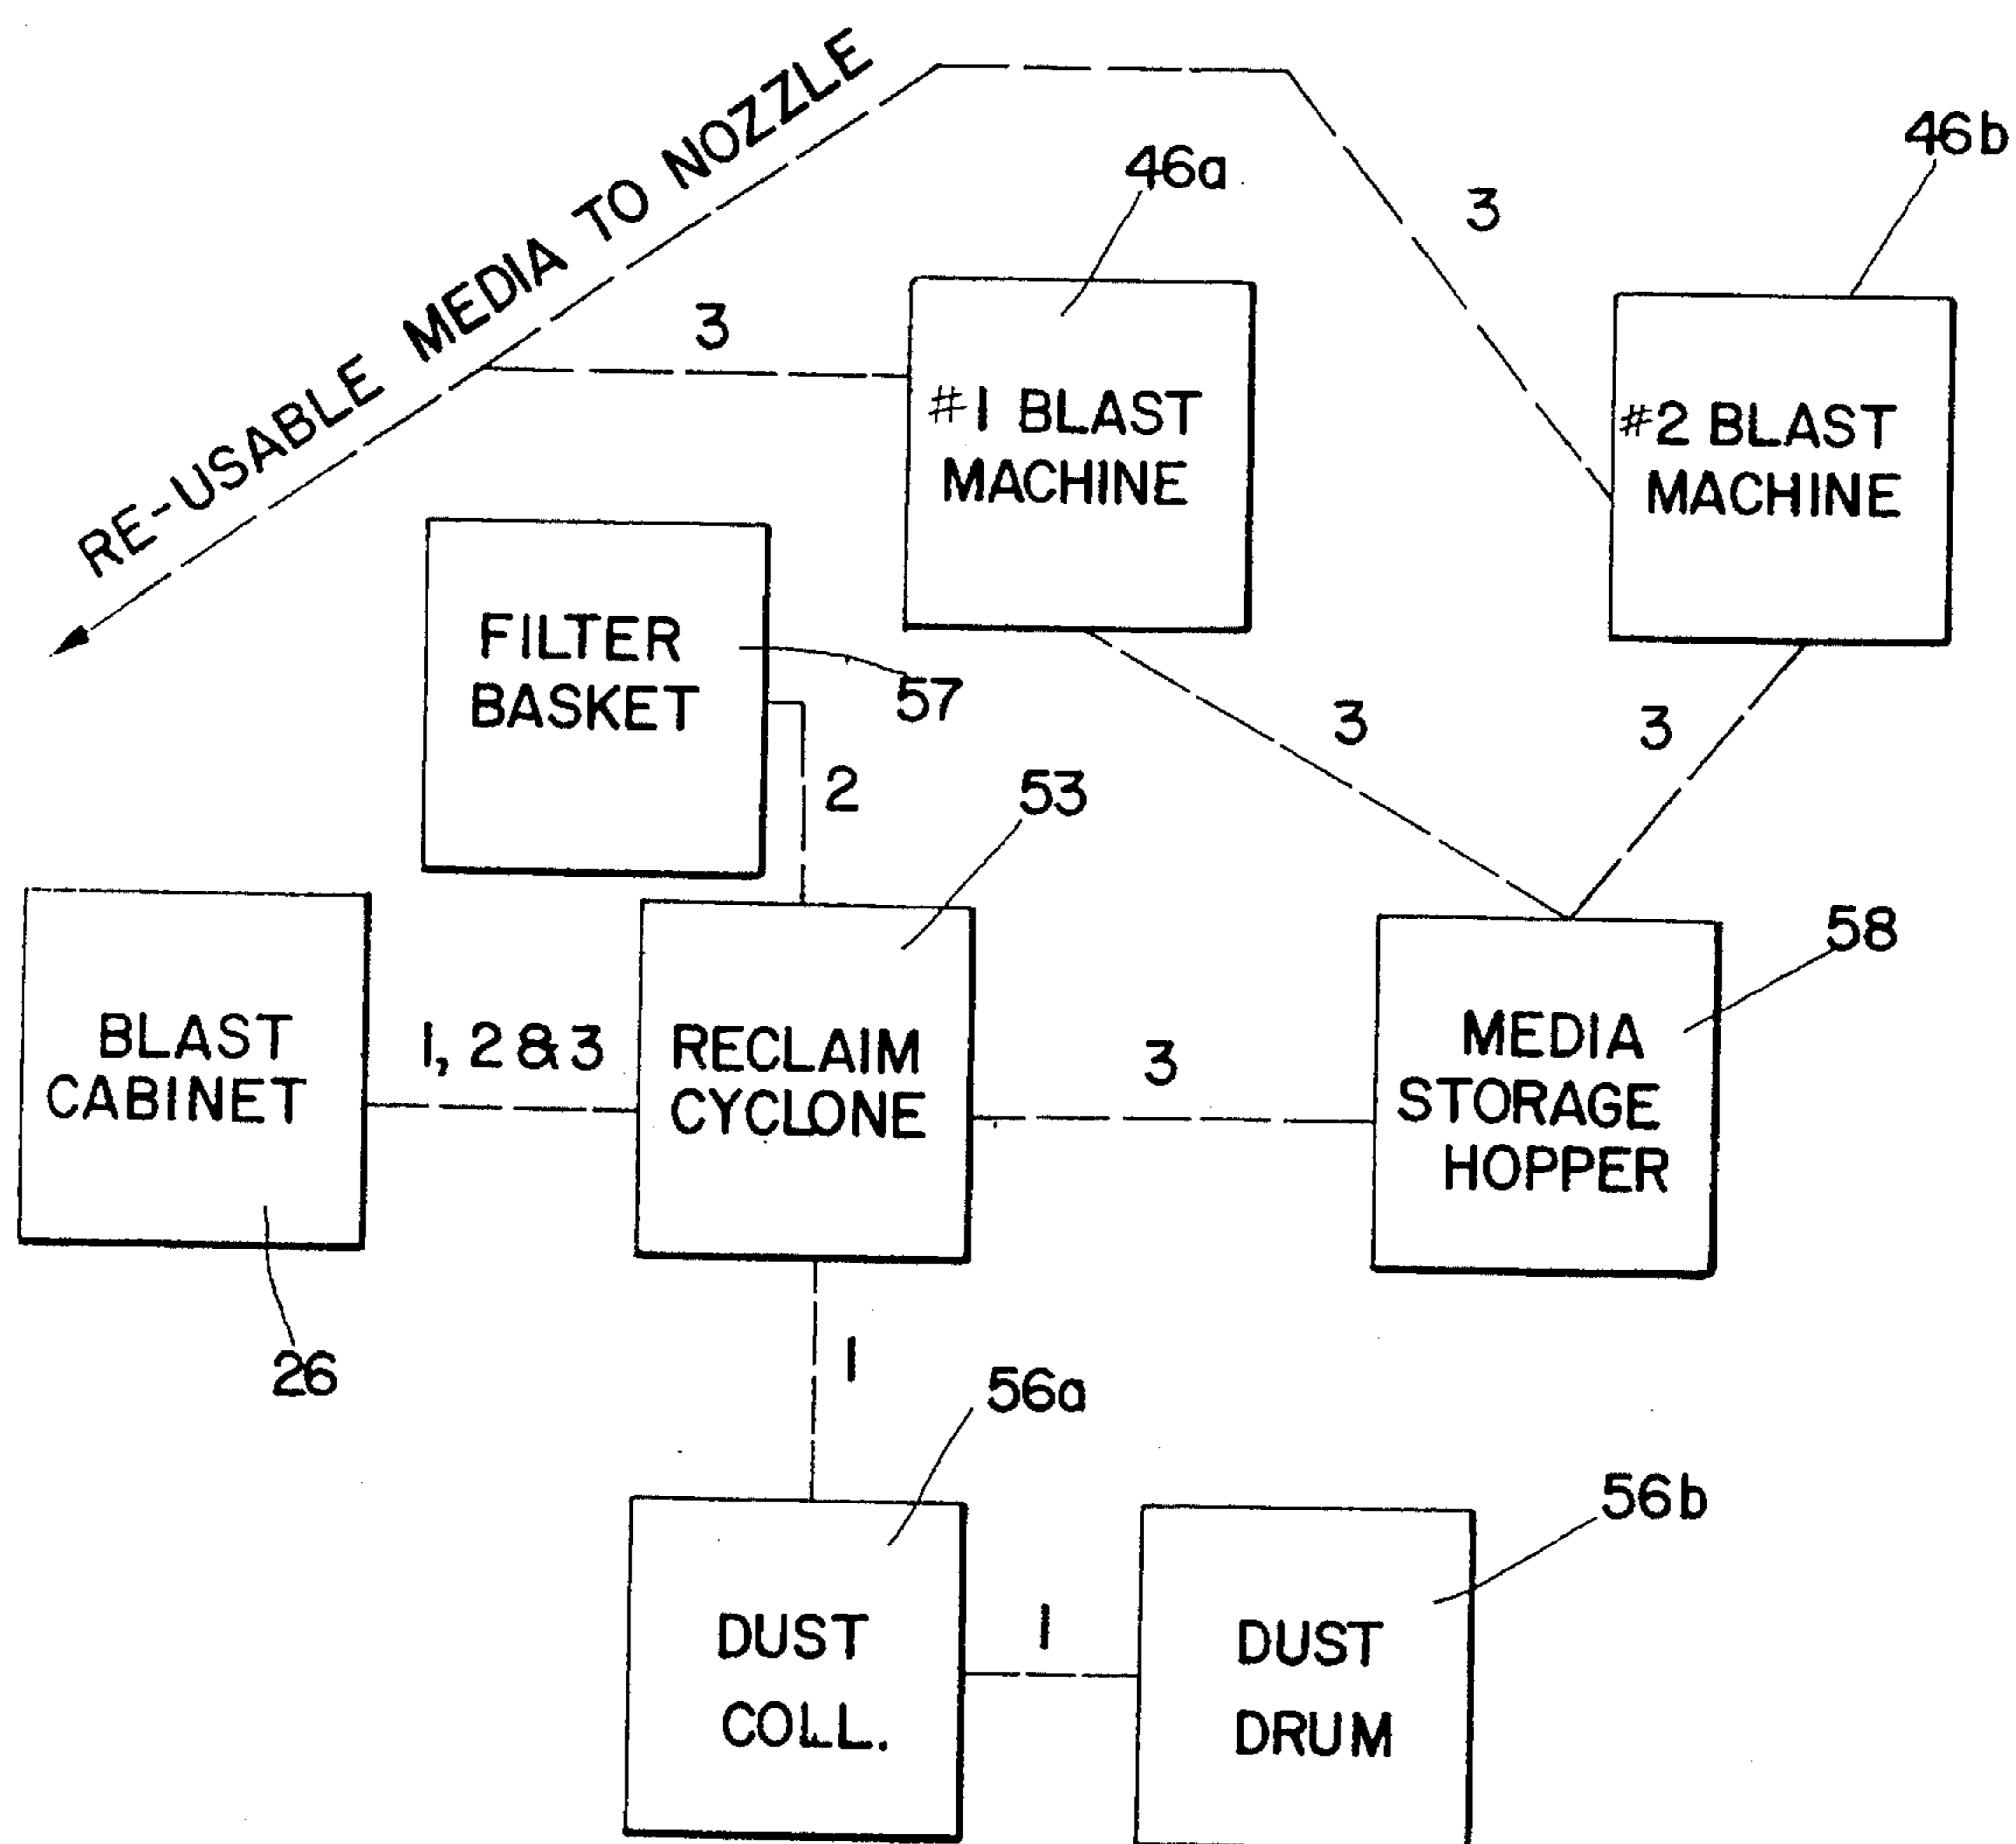 RE-USABLE MEDIA TO NOZZLE
46a
46b
3
3
#1 BLAST
MACHINE
#2 BLAST
MACHINE
FILTER
BASKET
57
3
3
2
53
58
BLAST
CABINET
1, 2 & 3
RECLAIM
CYCLONE
3
MEDIA
STORAGE
HOPPER
26
1
56a
56b
DUST
COLL.
1
DUST
DRUM